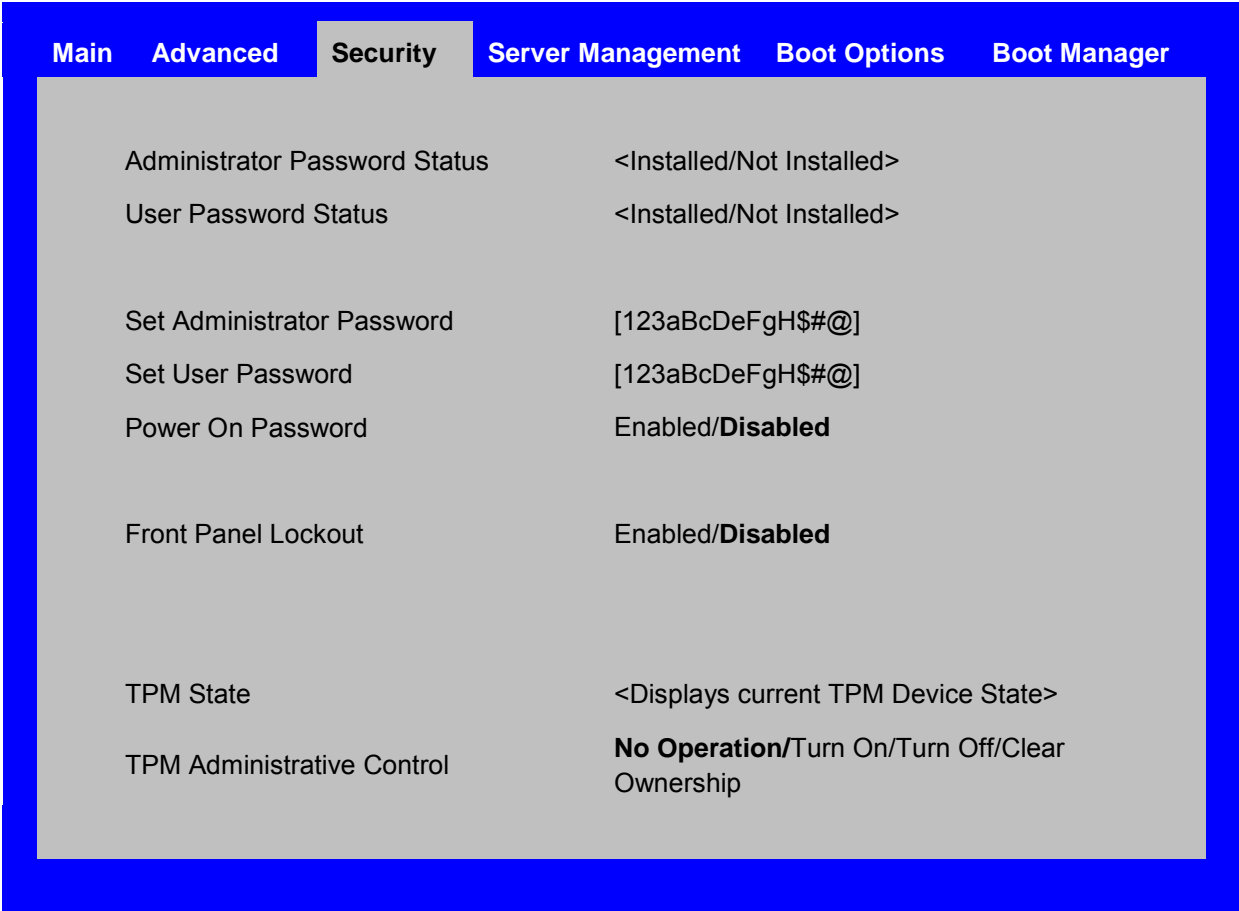 Main Advanced Security Server Management Boot Options Boot Manager
Administrator Password Status <Installed/Not Installed>
User Password Status <Installed/Not Installed>
Set Administrator Password [123aBcDeFgH$#@]
Set User Password [123aBcDeFgH$#@]
Power On Password Enabled/Disabled
Front Panel Lockout Enabled/Disabled
TPM State <Displays current TPM Device State>
TPM Administrative Control No Operation/Turn On/Turn Off/Clear
Ownership